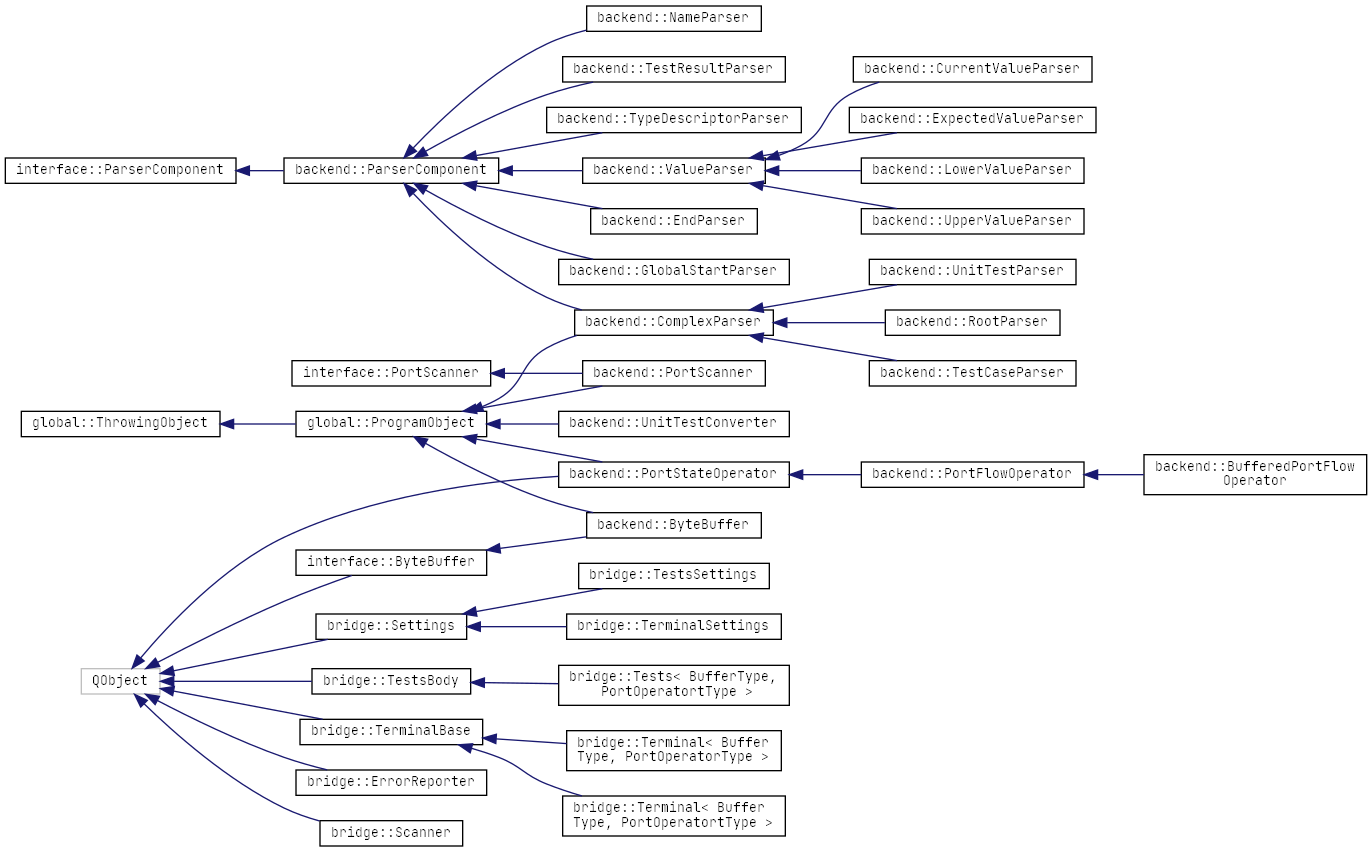 backend::NameParser
backend::TestResultParser
backend::CurrentValueParser
backend::TypeDescriptorParser
backend::ExpectedValueParser
interface::ParserComponent
backend::ParserComponent
backend::ValueParser
backend::LowerValueParser
backend::EndParser
backend::UpperValueParser
backend::GlobalStartParser
backend::UnitTestParser
backend::ComplexParser
backend::RootParser
interface::PortScanner
backend::PortScanner
backend::TestCaseParser
global::ThrowingObject
global::ProgramObject
backend::UnitTestConverter
backend::PortStateOperator
backend::PortFlowOperator
backend::BufferedPortFlow
Operator
backend::ByteBuffer
interface::ByteBuffer
bridge::TestsSettings
bridge::Settings
bridge::TerminalSettings
QObject
bridge::TestsBody
bridge::Tests< BufferType,
PortOperatortType >
bridge::TerminalBase
bridge::Terminal< Buffer
Type, PortOperatorType >
bridge::ErrorReporter
bridge::Terminal< Buffer
Type, PortOperatortType >
bridge::Scanner